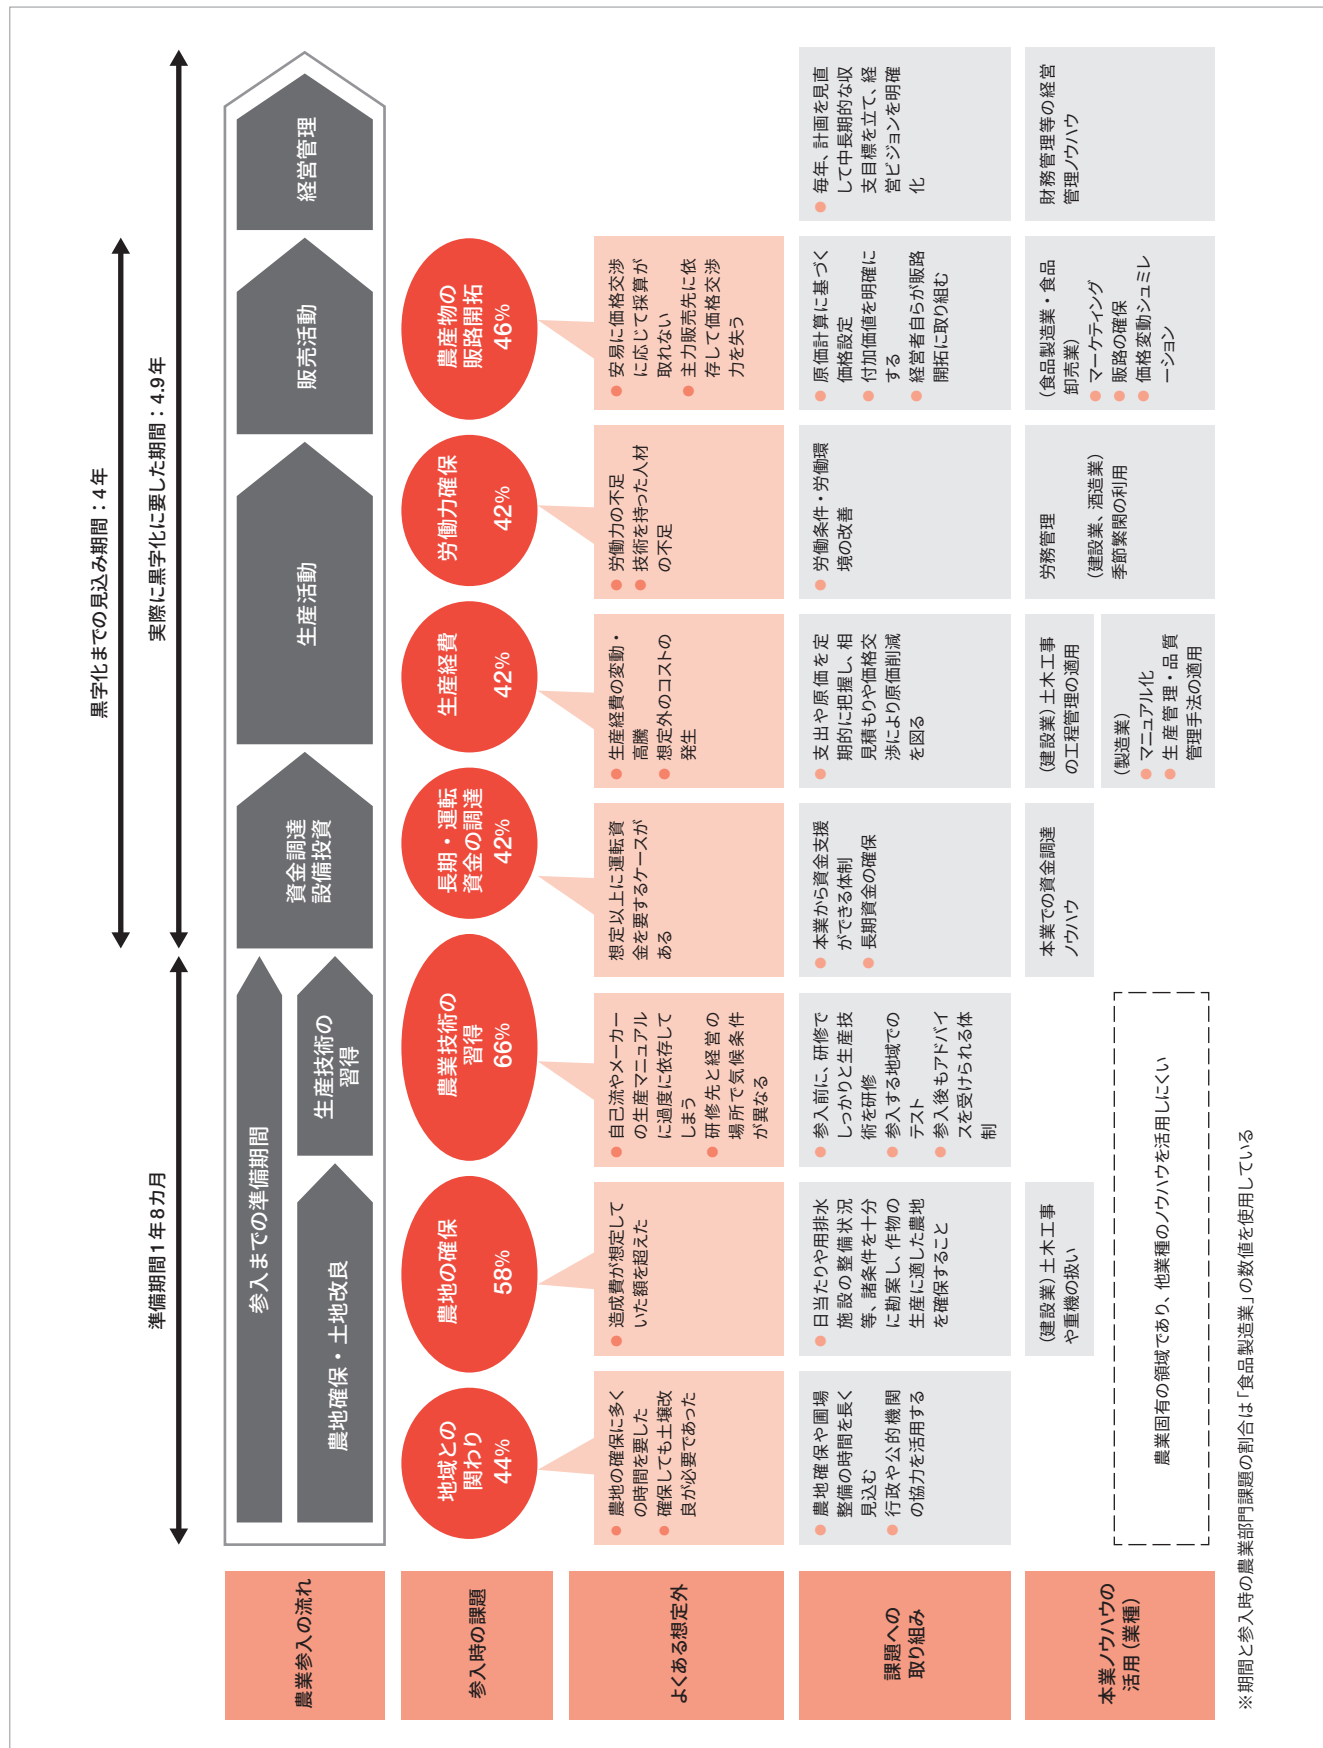 準備期間1年8カ月
黒字化までの見込み期間：4年
実際に黒字化に要した期間：4.9年
農業参入の流れ
参入までの準備期間
農地確保・土地改良
生産技術の
習得
資金調達
設備投資
生産活動
販売活動
経営管理
参入時の課題
地域との
関わり
44%
農地の確保
58%
農業技術の
習得
66%
長期・運転
資金の調達
42%
生産経費
42%
労働力確保
42%
農産物の
販路開拓
46%
よくある想定外
● 農地の確保に多く
の時間を要した
● 確保しても土壌改
良が必要であった
● 造成費が想定して
いた額を超えた
● 自己流やメーカー
の生産マニュアル
に過度に依存して
しまう
● 研修先と経営の
場所で気候条件
が異なる
想定以上に運転資
金を要するケースが
ある
● 生産経費の変動・
高騰
● 想定外のコストの
発生
● 労働力の不足
● 技術を持った人材
の不足
● 安易に価格交渉
に応じて採算が
取れない
● 主力販売先に依
存して価格交渉
力を失う
課題への
取り組み
● 農地確保や圃場
整備の時間を長く
見込む
● 行政や公的機関
の協力を活用する
● 日当たりや用排水
施設の整備状況
等、諸条件を十分
に勘案し、作物の
生産に適した農地
を確保すること
● 参入前に、研修で
しっかりと生産技
術を研修
● 参入する地域での
テスト
● 参入後もアドバイ
スを受けられる体
制
● 本業から資金支援
ができる体制
● 長期資金の確保
● 支出や原価を定
期的に把握し、相
見積もりや価格交
渉により原価削減
を図る
● 労働条件・労働環
境の改善
● 原価計算に基づく
価格設定
● 付加価値を明確に
する
● 経営者自らが販路
開拓に取り組む
● 毎年、計画を見直
して中長期的な収
支目標を立て、経
営ビジョンを明確
化
本業ノウハウの
活用（業種）
（建設業）土木工事
や重機の扱い
農業固有の領域であり、他業種のノウハウを活用しにくい
本業での資金調達
ノウハウ
（建設業）土木工事
の工程管理の適用
（製造業）
● マニュアル化
● 生産管理・品質
管理手法の適用
労務管理
（建設業、酒造業）
季節繁閑の利用
（食品製造業・食品
卸売業）
● マーケティング
● 販路の確保
● 価格変動シュミレ
ーション
財務管理等の経営
管理ノウハウ
※期間と参入時の農業部門課題の割合は「食品製造業」の数値を使用している